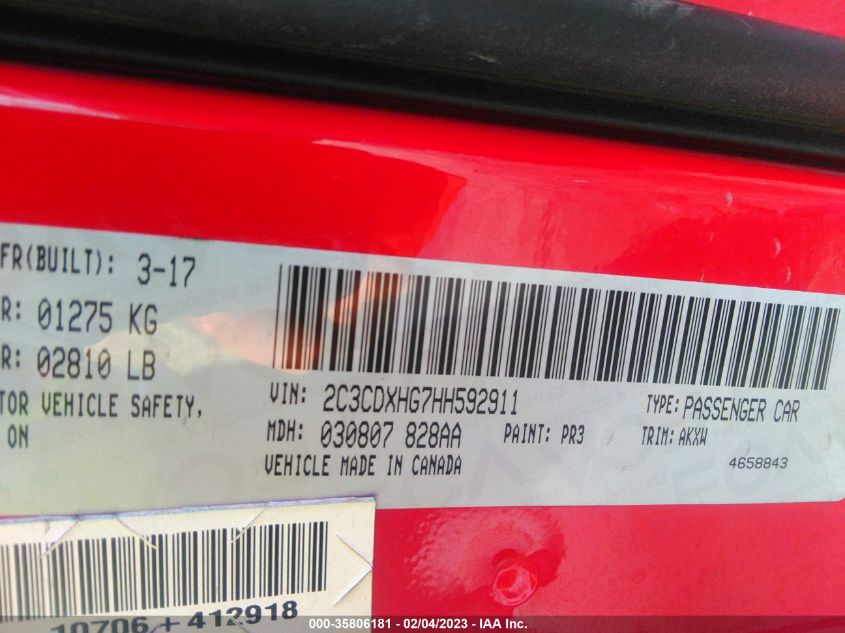 FR(BUILT): 3-17
R: 01275 KG
R: 02810 LB
TOR VEHICLE SAFETY,
ON
VIN: 2C3CDXHG7HH592911
TYPE: PASSENGER CAR
MDH: 030807 828AA
PAINT: PR3
TRIM: AKXW
VEHICLE MADE IN CANADA
4658843
10706 + 412918
000-35806181 - 02/04/2023 - IAA Inc.